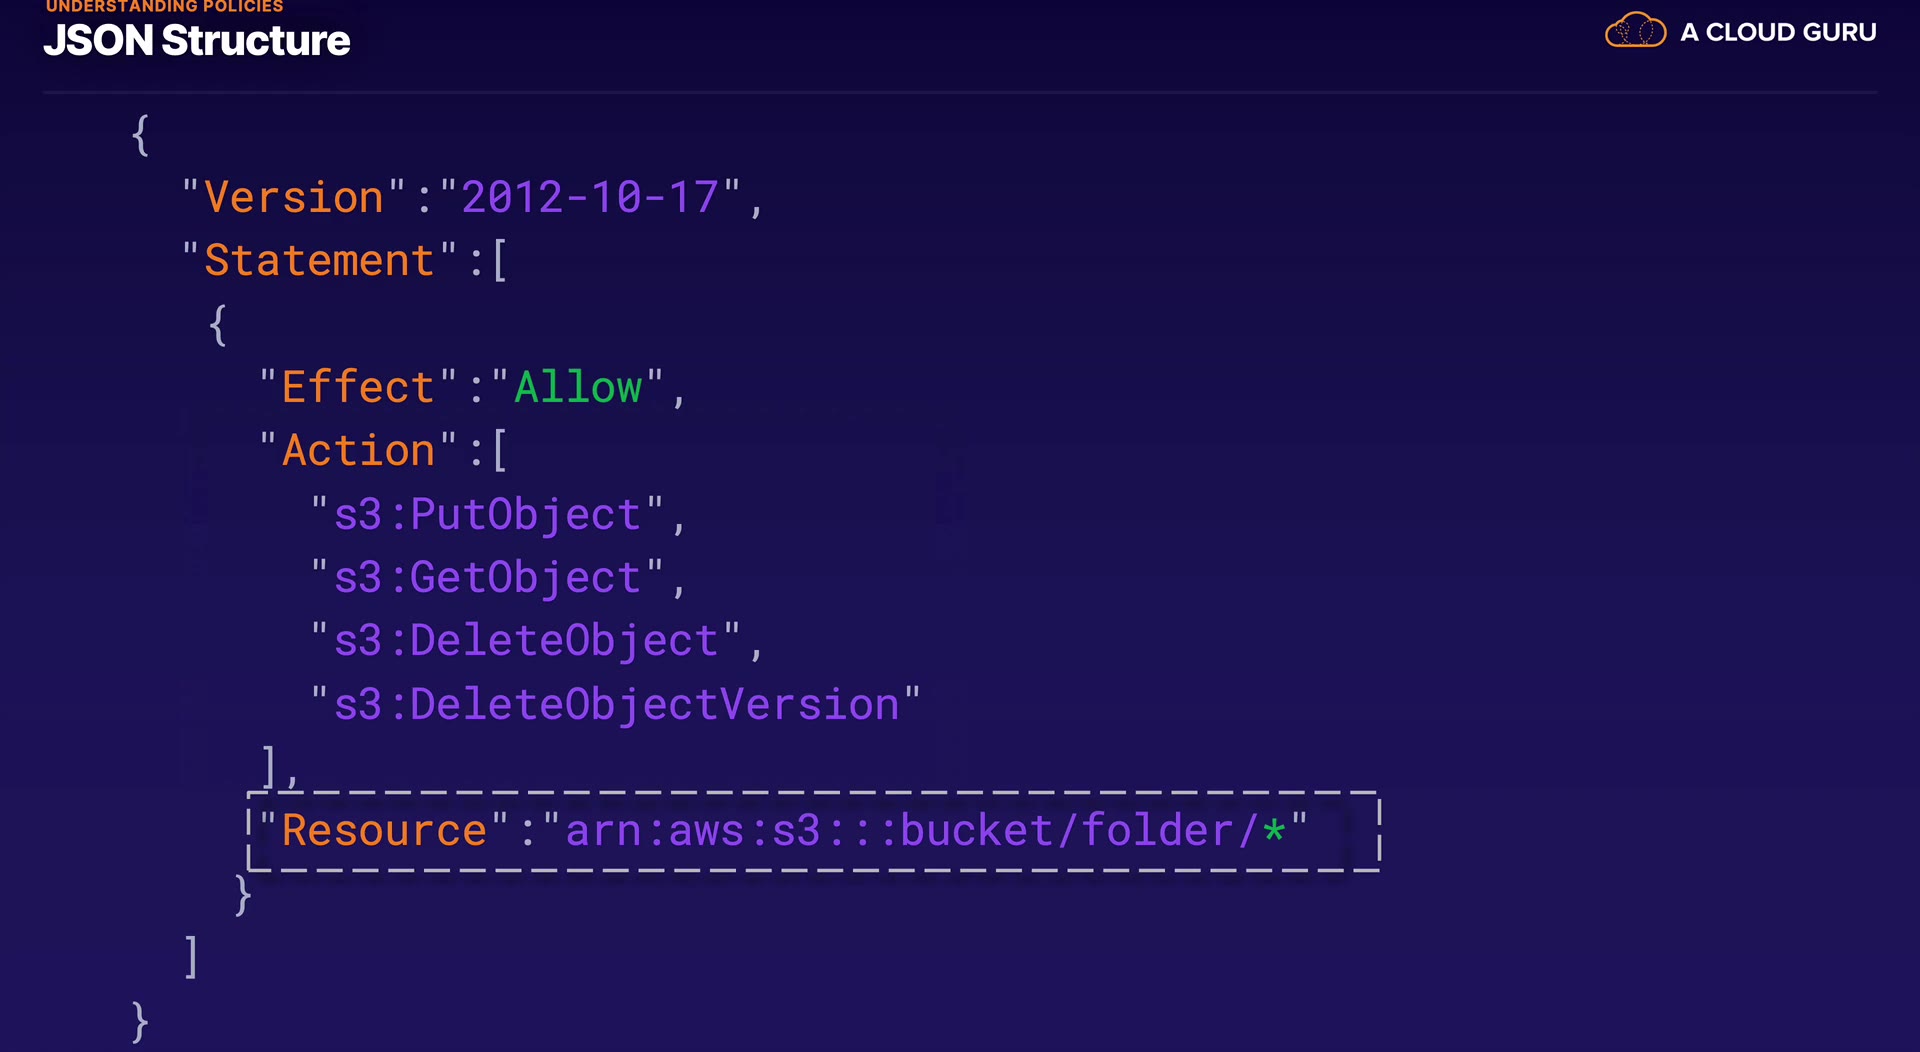 UNDERSTANDING POLICIES
JSON Structure
A CLOUD GURU
{
"Version":"2012-10-17",
"Statement":[
{
"Effect":"Allow",
"Action":[
"s3:PutObject",
"s3:GetObject",
"s3:DeleteObject",
"s3:DeleteObjectVersion"
],
"Resource":"arn:aws:s3:::bucket/folder/*"
}
]
}